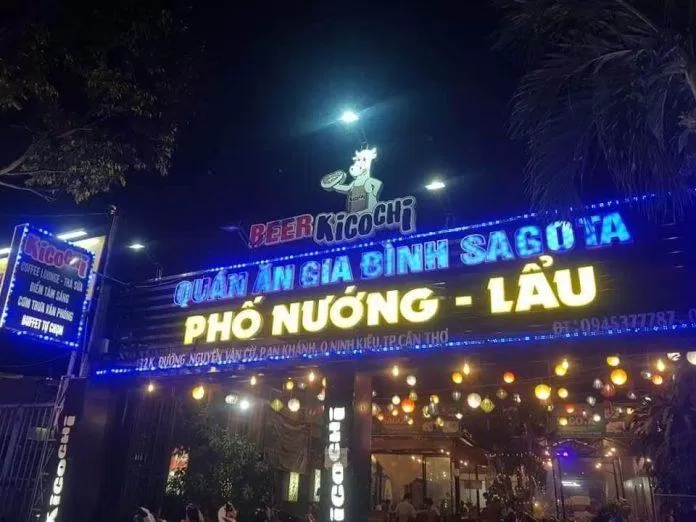 KICOCHI
COFFEE LOUNGE - TRÀ SỮA
ĐIỂM TÂM SÁNG
CƠM TRƯA VĂN PHÒNG
BUFFET TỰ CHỌN
BEER KICOCHI
QUÁN ĂN GIA ĐÌNH SAGOTA
PHỐ NƯỚNG - LẨU
ĐƯỜNG NGUYỄN VĂN CỪ, P.AN KHÁNH, Q.NINH KIỀU, TP.CẦN THƠ
ĐT: 0945377787
KICOCHI
KICOCHI